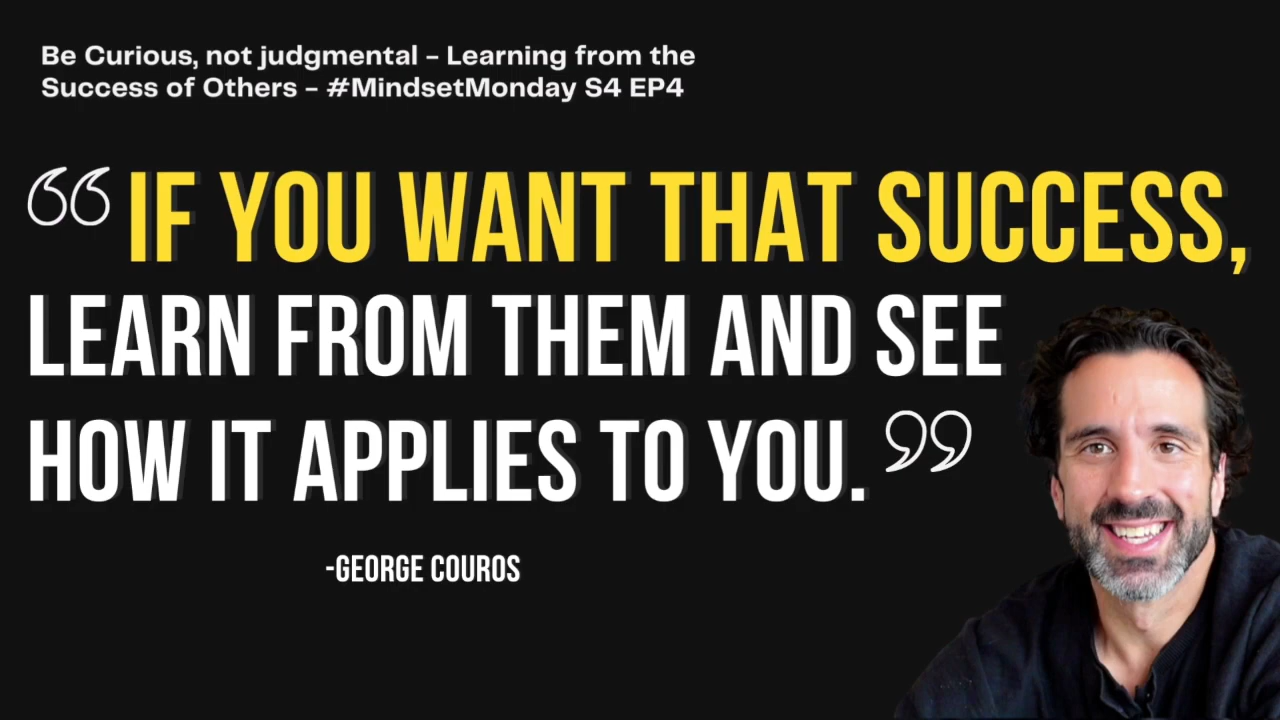 Be Curious, not judgmental – Learning from the
Success of Others – #MindsetMonday S4 EP4
“IF YOU WANT THAT SUCCESS,
LEARN FROM THEM AND SEE
HOW IT APPLIES TO YOU.”
-GEORGE COUROS